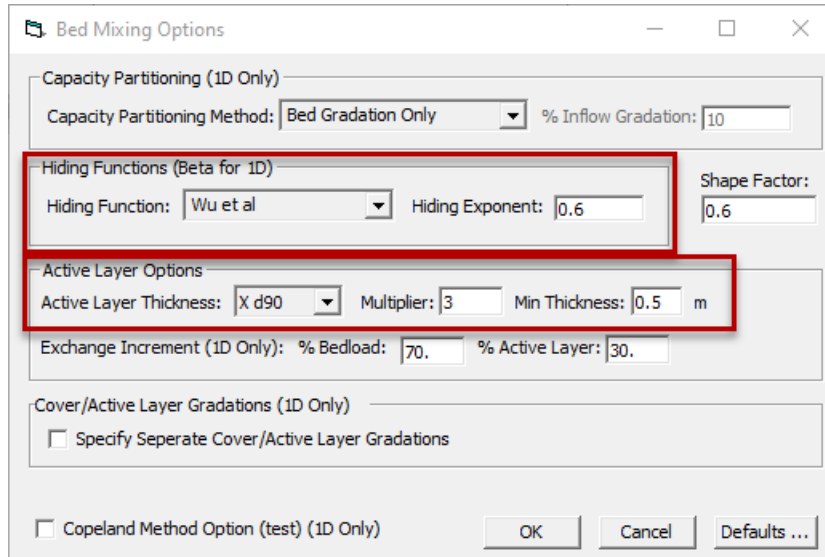 Bed Mixing Options
Capacity Partitioning (1D Only)
Capacity Partitioning Method: Bed Gradation Only % Inflow Gradation: 10
Hiding Functions (Beta for 1D)
Hiding Function: Wu et al Hiding Exponent: 0.6
Shape Factor:
0.6
Active Layer Options
Active Layer Thickness: X d90 Multiplier: 3 Min Thickness: 0.5 m
Exchange Increment (1D Only): % Bedload: 70. % Active Layer: 30.
Cover/Active Layer Gradations (1D Only)
Specify Seperate Cover/Active Layer Gradations
Copeland Method Option (test) (1D Only) OK Cancel Defaults ...